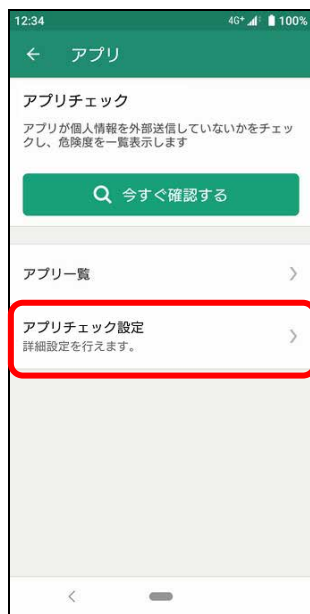 12:34 4G+ 100%
アプリ
アプリチェック
アプリが個人情報を外部送信していないかをチェッ
クし、危険度を一覧表示します
今すぐ確認する
アプリ一覧
アプリチェック設定
詳細設定を行えます。